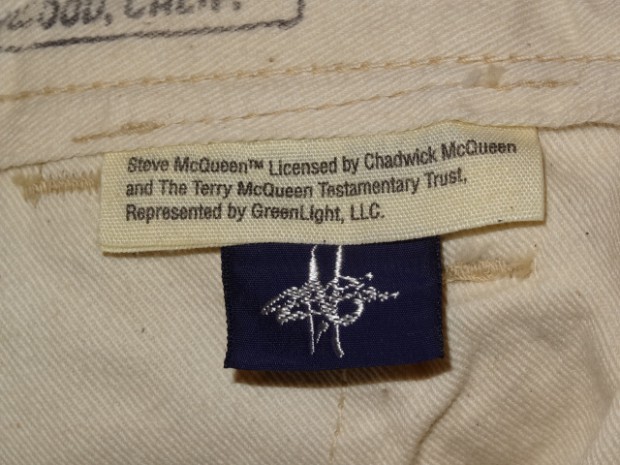 Steve McQueen™ Licensed by Chadwick McQueen
and The Terry McQueen Testamentary Trust,
Represented by GreenLight, LLC.